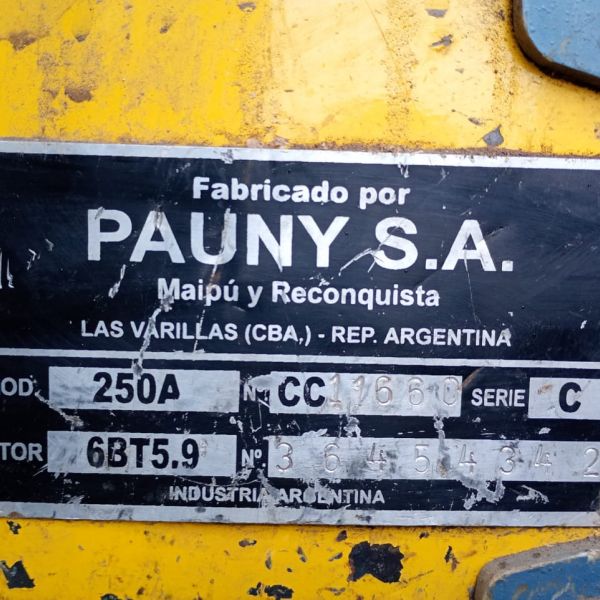 Fabricado por
PAUNY S.A.
Maipú y Reconquista
LAS VARILLAS (CBA,) - REP. ARGENTINA
OD. 250A Nº CC11660 SERIE C
TOR 6BT5.9 Nº. 36454342
INDUSTRIA ARGENTINA